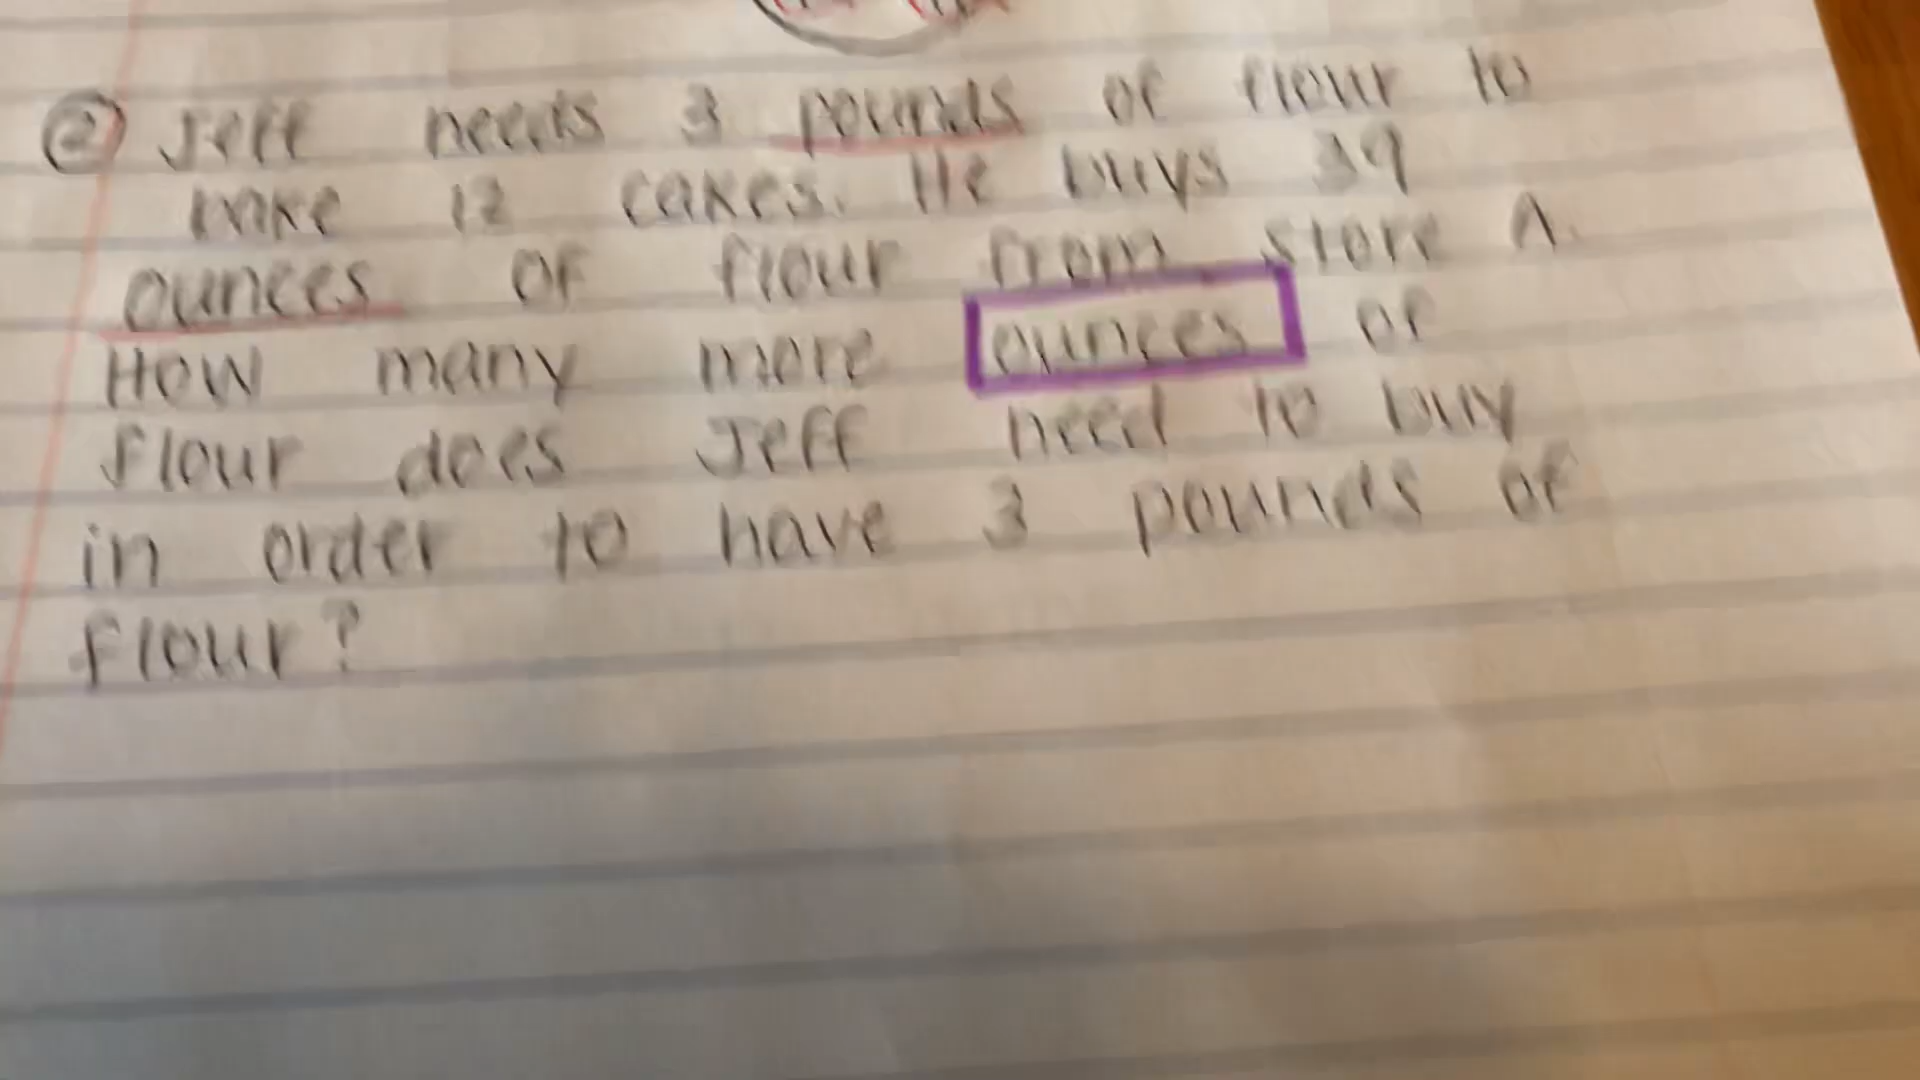 ② Jeff needs 3 pounds of flour to
make 12 cakes. He buys 39
ounces of flour from store A.
How many more ounces of
flour does Jeff need to buy
in order to have 3 pounds of
flour?